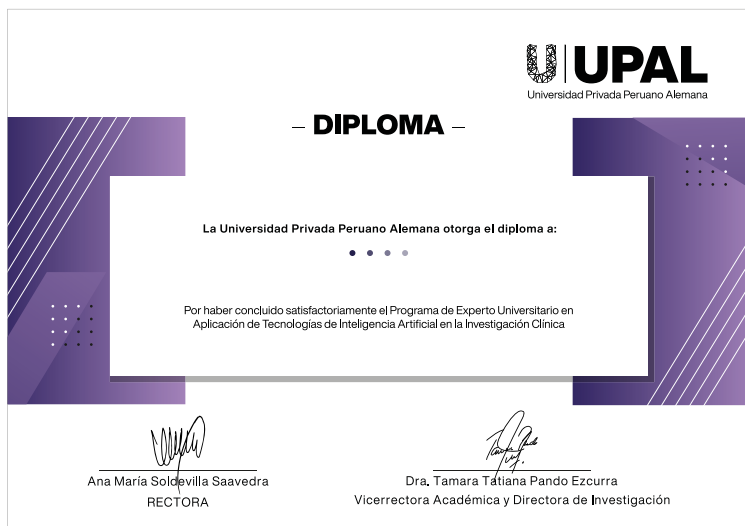 UPAL
Universidad Privada Peruano Alemana
– DIPLOMA –
La Universidad Privada Peruano Alemana otorga el diploma a:
Por haber concluido satisfactoriamente el Programa de Experto Universitario en
Aplicación de Tecnologías de Inteligencia Artificial en la Investigación Clínica
Ana María Soldevilla Saavedra
RECTORA
Dra. Tamara Tatiana Pando Ezcurra
Vicerrectora Académica y Directora de Investigación